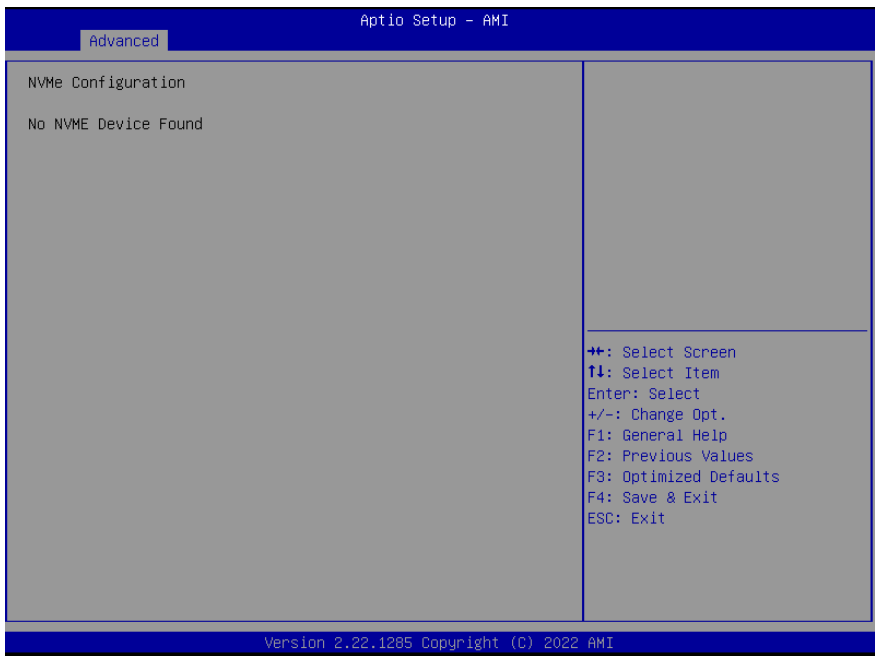 Aptio Setup – AMI
Advanced
NVMe Configuration
No NVME Device Found
→←: Select Screen
↑↓: Select Item
Enter: Select
+/-: Change Opt.
F1: General Help
F2: Previous Values
F3: Optimized Defaults
F4: Save & Exit
ESC: Exit
Version 2.22.1285 Copyright (C) 2022 AMI